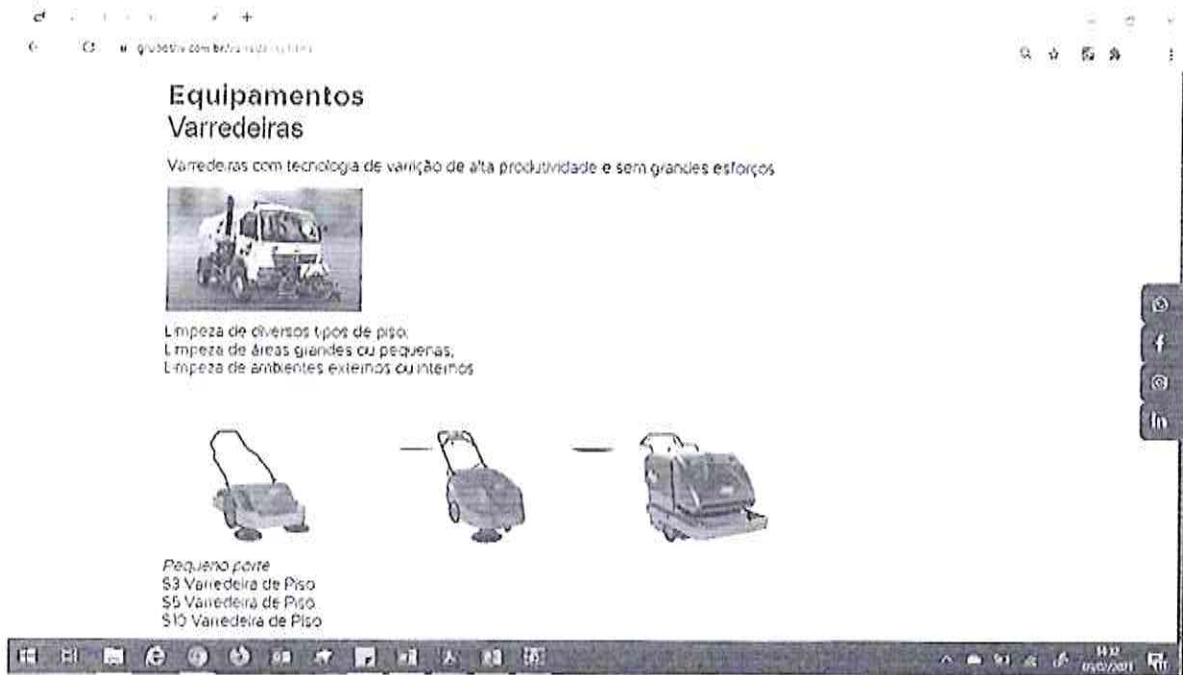 Equipamentos
Varredeiras
Varredeiras com tecnologia de varrição de alta produtividade e sem grandes esforços
Limpeza de diversos tipos de piso;
Limpeza de áreas grandes ou pequenas;
Limpeza de ambientes externos ou internos
Pequeno porte
S3 Varredeira de Piso
S5 Varredeira de Piso
S10 Varredeira de Piso